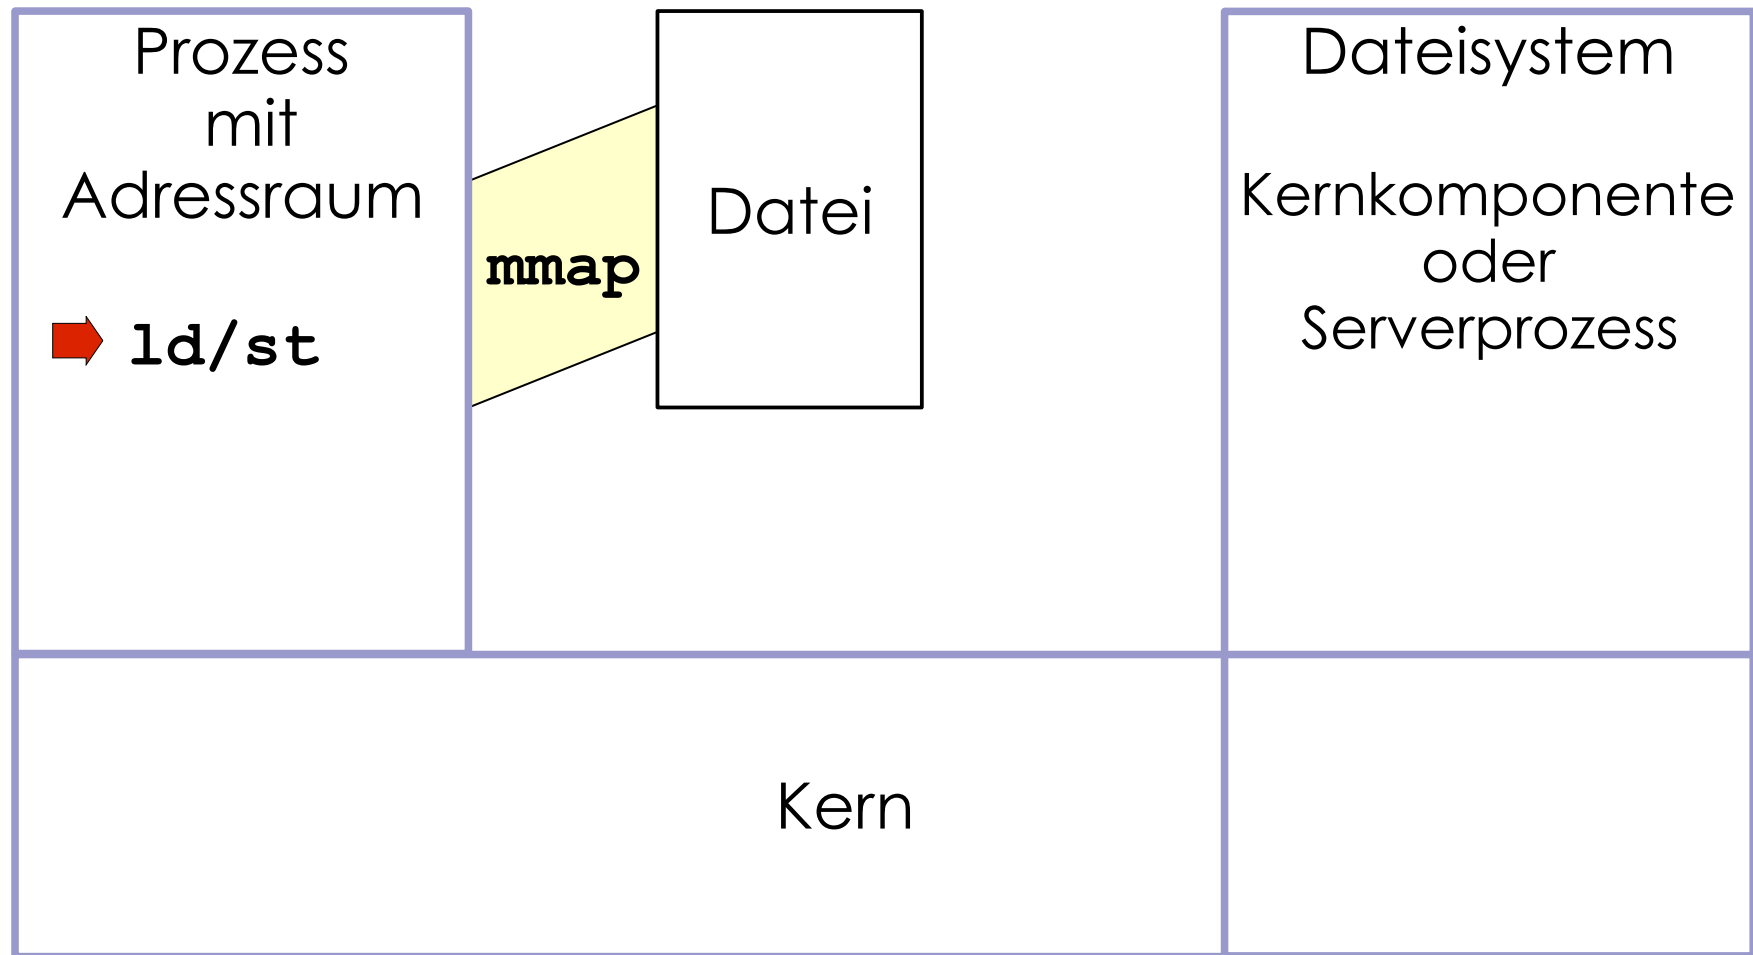 Prozess
mit
Adressraum
ld/st
mmap
Datei
Dateisystem
Kernkomponente
oder
Serverprozess
Kern